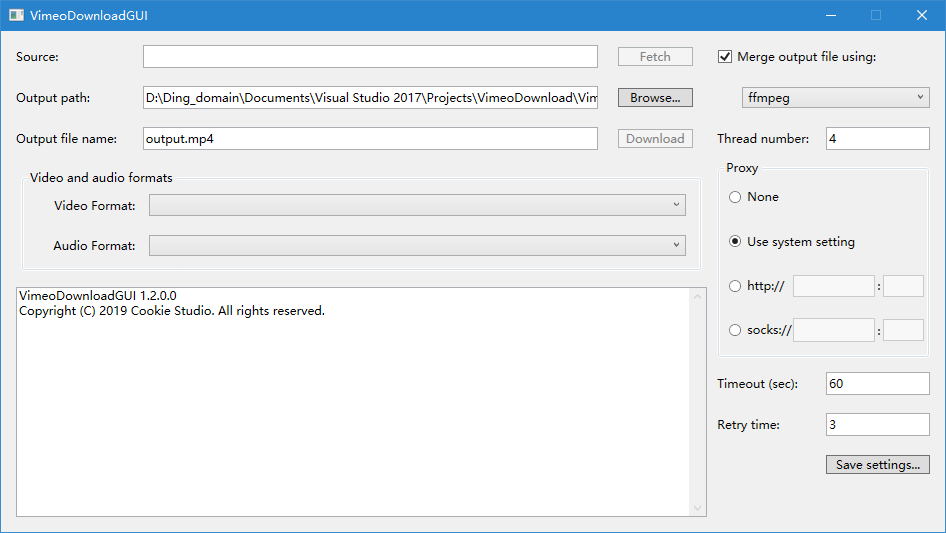 VimeoDownloadGUI
Source:
Fetch
Merge output file using:
Output path:
D:\Ding_domain\Documents\Visual Studio 2017\Projects\VimeoDownload\Vim
Browse...
ffmpeg
Output file name:
output.mp4
Download
Thread number:
4
Video and audio formats
Video Format:
Audio Format:
Proxy
None
Use system setting
http://
:
socks://
:
VimeoDownloadGUI 1.2.0.0
Copyright (C) 2019 Cookie Studio. All rights reserved.
Timeout (sec):
60
Retry time:
3
Save settings...